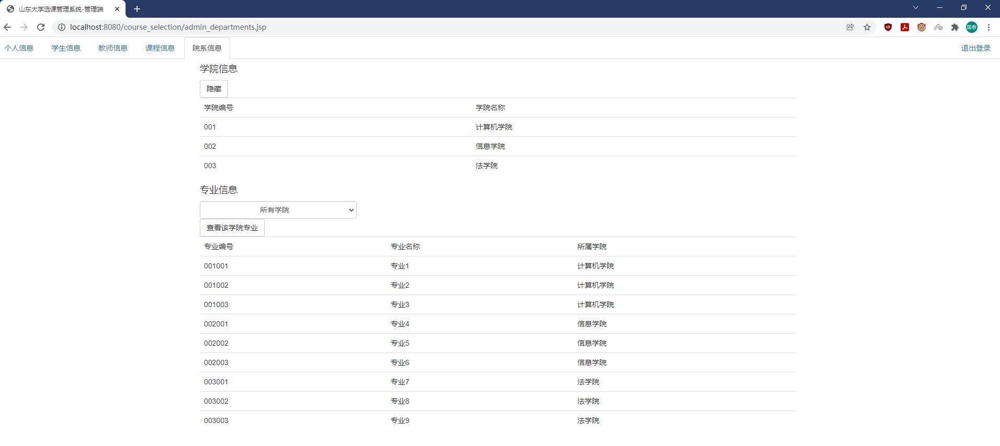 山东大学选课管理系统-管理端
localhost:8080/course_selection/admin_departments.jsp
国泰
个人信息 学生信息 教师信息 课程信息 院系信息 退出登录
学院信息
隐藏
学院编号 学院名称
001 计算机学院
002 信息学院
003 法学院
专业信息
所有学院
查看该学院专业
专业编号 专业名称 所属学院
001001 专业1 计算机学院
001002 专业2 计算机学院
001003 专业3 计算机学院
002001 专业4 信息学院
002002 专业5 信息学院
002003 专业6 信息学院
003001 专业7 法学院
003002 专业8 法学院
003003 专业9 法学院